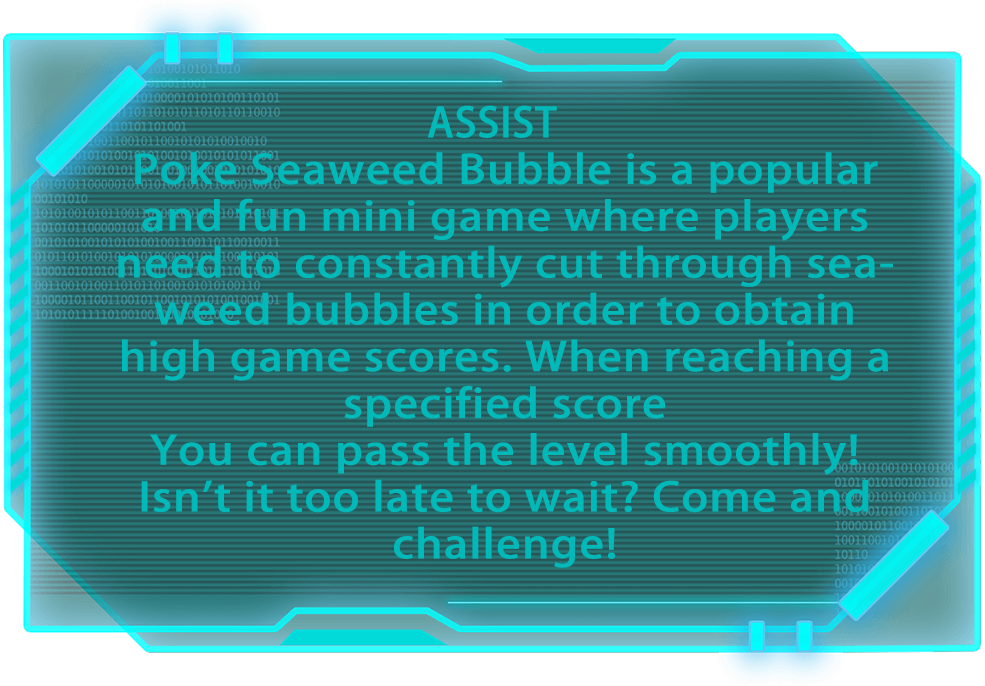 ASSIST
Poke Seaweed Bubble is a popular
and fun mini game where players
need to constantly cut through sea-
weed bubbles in order to obtain
high game scores. When reaching a
specified score
You can pass the level smoothly!
Isn’t it too late to wait? Come and
challenge!